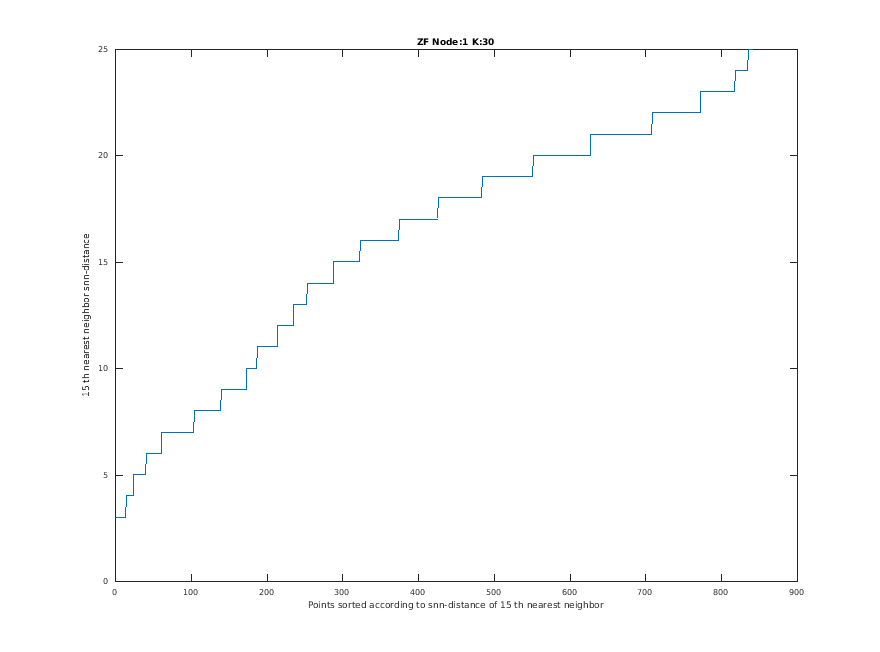 ZF Node:1 K:30
25
20
15
10
5
0
15 th nearest neighbor snn-distance
0 100 200 300 400 500 600 700 800 900
Points sorted according to snn-distance of 15 th nearest neighbor